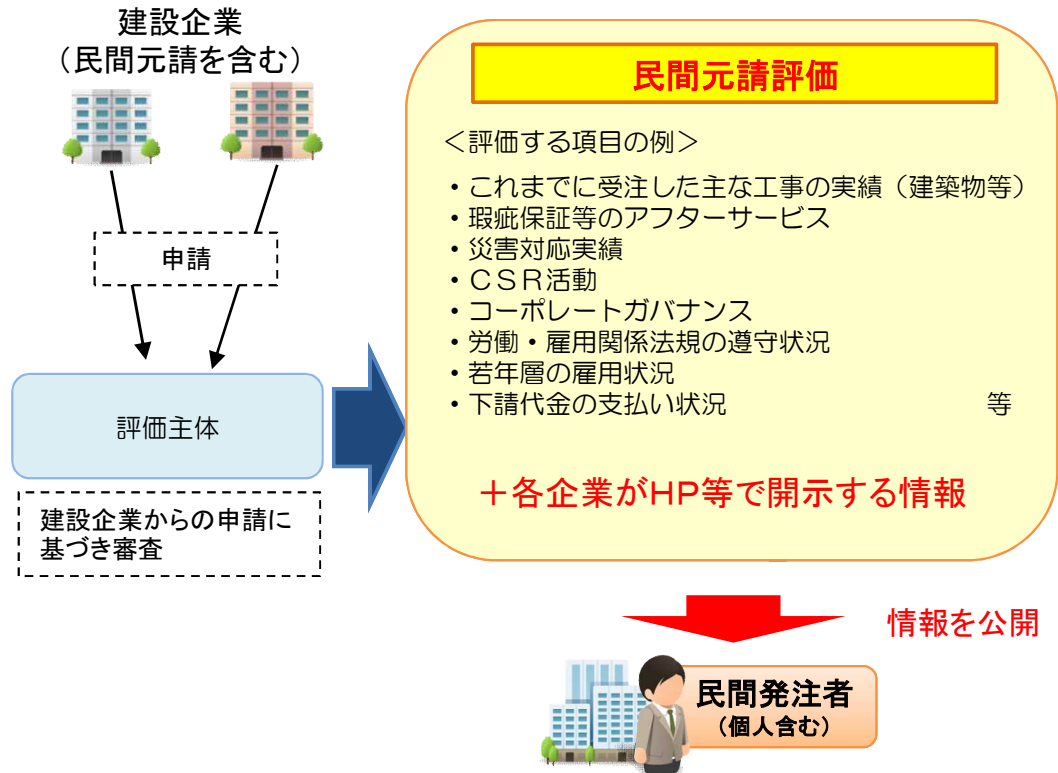 建設企業
（民間元請を含む）
申請
評価主体
建設企業からの申請に
基づき審査
民間元請評価
＜評価する項目の例＞
・これまでに受注した主な工事の実績（建築物等）
・瑕疵保証等のアフターサービス
・災害対応実績
・ＣＳＲ活動
・コーポレートガバナンス
・労働・雇用関係法規の遵守状況
・若年層の雇用状況
・下請代金の支払い状況　等
＋各企業がHP等で開示する情報
情報を公開
民間発注者
（個人含む）